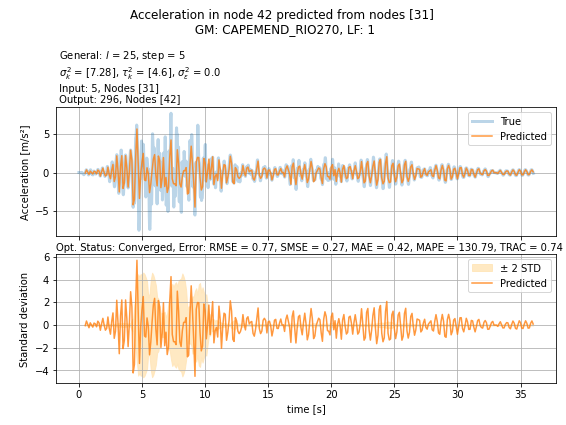 Acceleration in node 42 predicted from nodes [31]
GM: CAPEMEND_RIO270, LF: 1
General: l = 25, step = 5
σ²ₖ = [7.28], τ²ₖ = [4.6], σ²ε = 0.0
Input: 5, Nodes [31]
Output: 296, Nodes [42]
Acceleration [m/s²]
5
0
−5
True
Predicted
Opt. Status: Converged, Error: RMSE = 0.77, SMSE = 0.27, MAE = 0.42, MAPE = 130.79, TRAC = 0.74
Standard deviation
6
4
2
0
−2
−4
± 2 STD
Predicted
0 5 10 15 20 25 30 35
time [s]